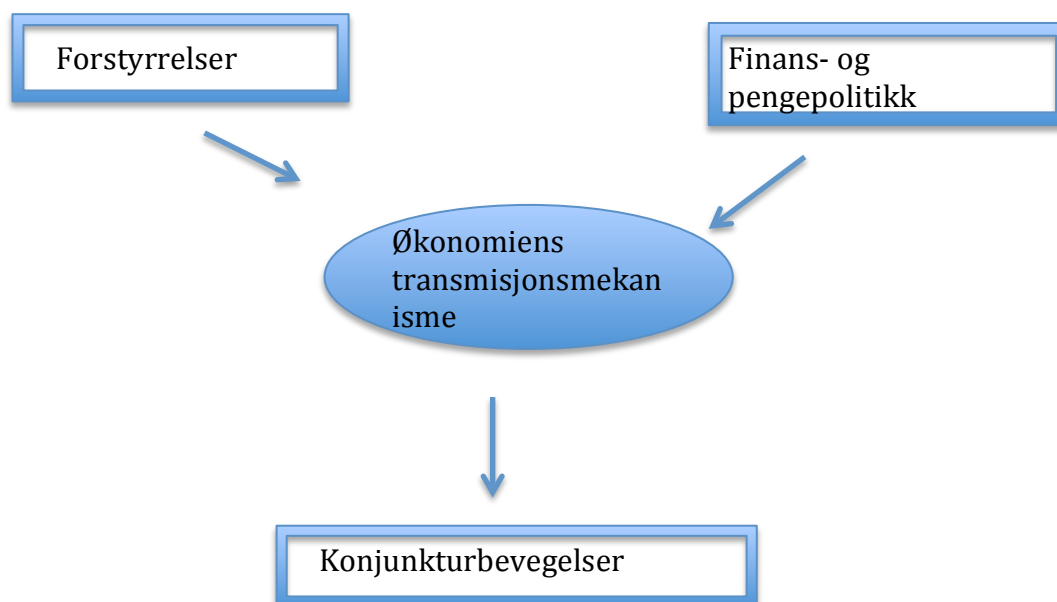 Forstyrrelser
Finans- og
pengepolitikk
Økonomiens
transmisjonsmekan
isme
Konjunkturbevegelser